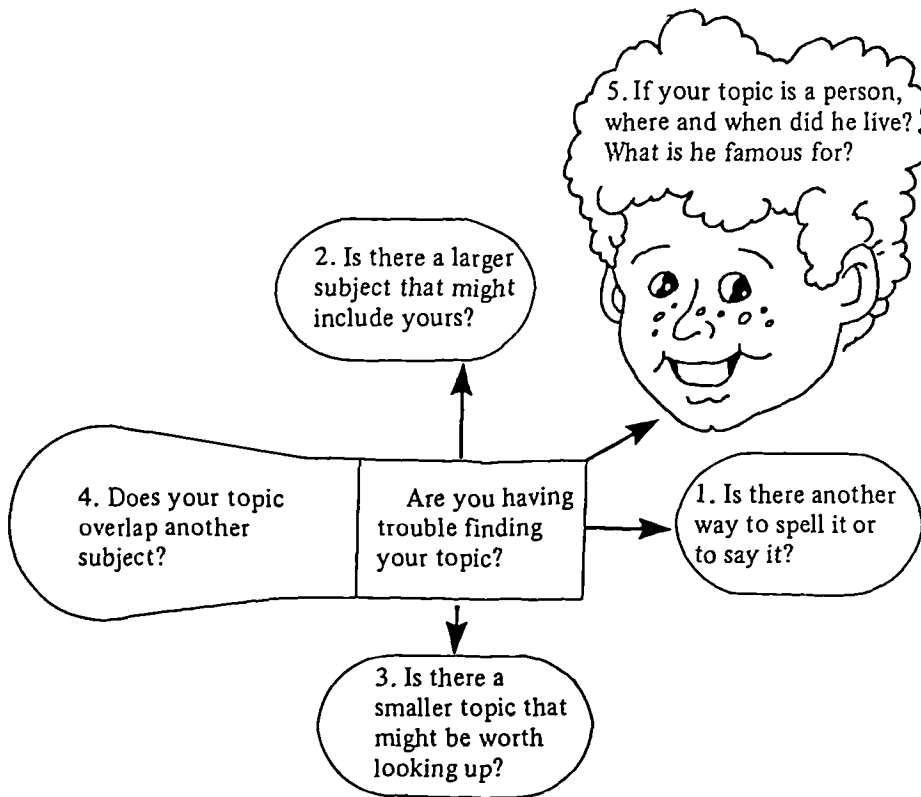 5. If your topic is a person,
where and when did he live?
What is he famous for?
2. Is there a larger
subject that might
include yours?
4. Does your topic
overlap another
subject?
Are you having
trouble finding
your topic?
1. Is there another
way to spell it or
to say it?
3. Is there a
smaller topic that
might be worth
looking up?